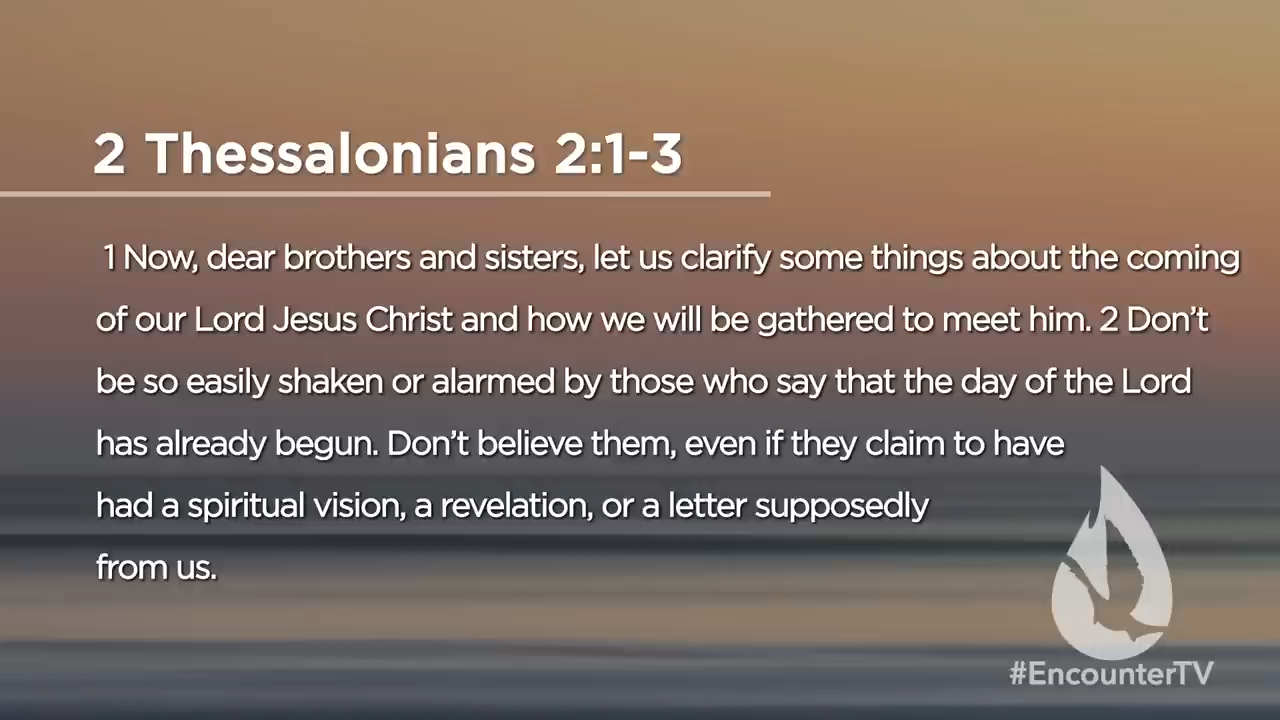 2 Thessalonians 2:1-3
1 Now, dear brothers and sisters, let us clarify some things about the coming
of our Lord Jesus Christ and how we will be gathered to meet him. 2 Don’t
be so easily shaken or alarmed by those who say that the day of the Lord
has already begun. Don’t believe them, even if they claim to have
had a spiritual vision, a revelation, or a letter supposedly
from us.
#EncounterTV